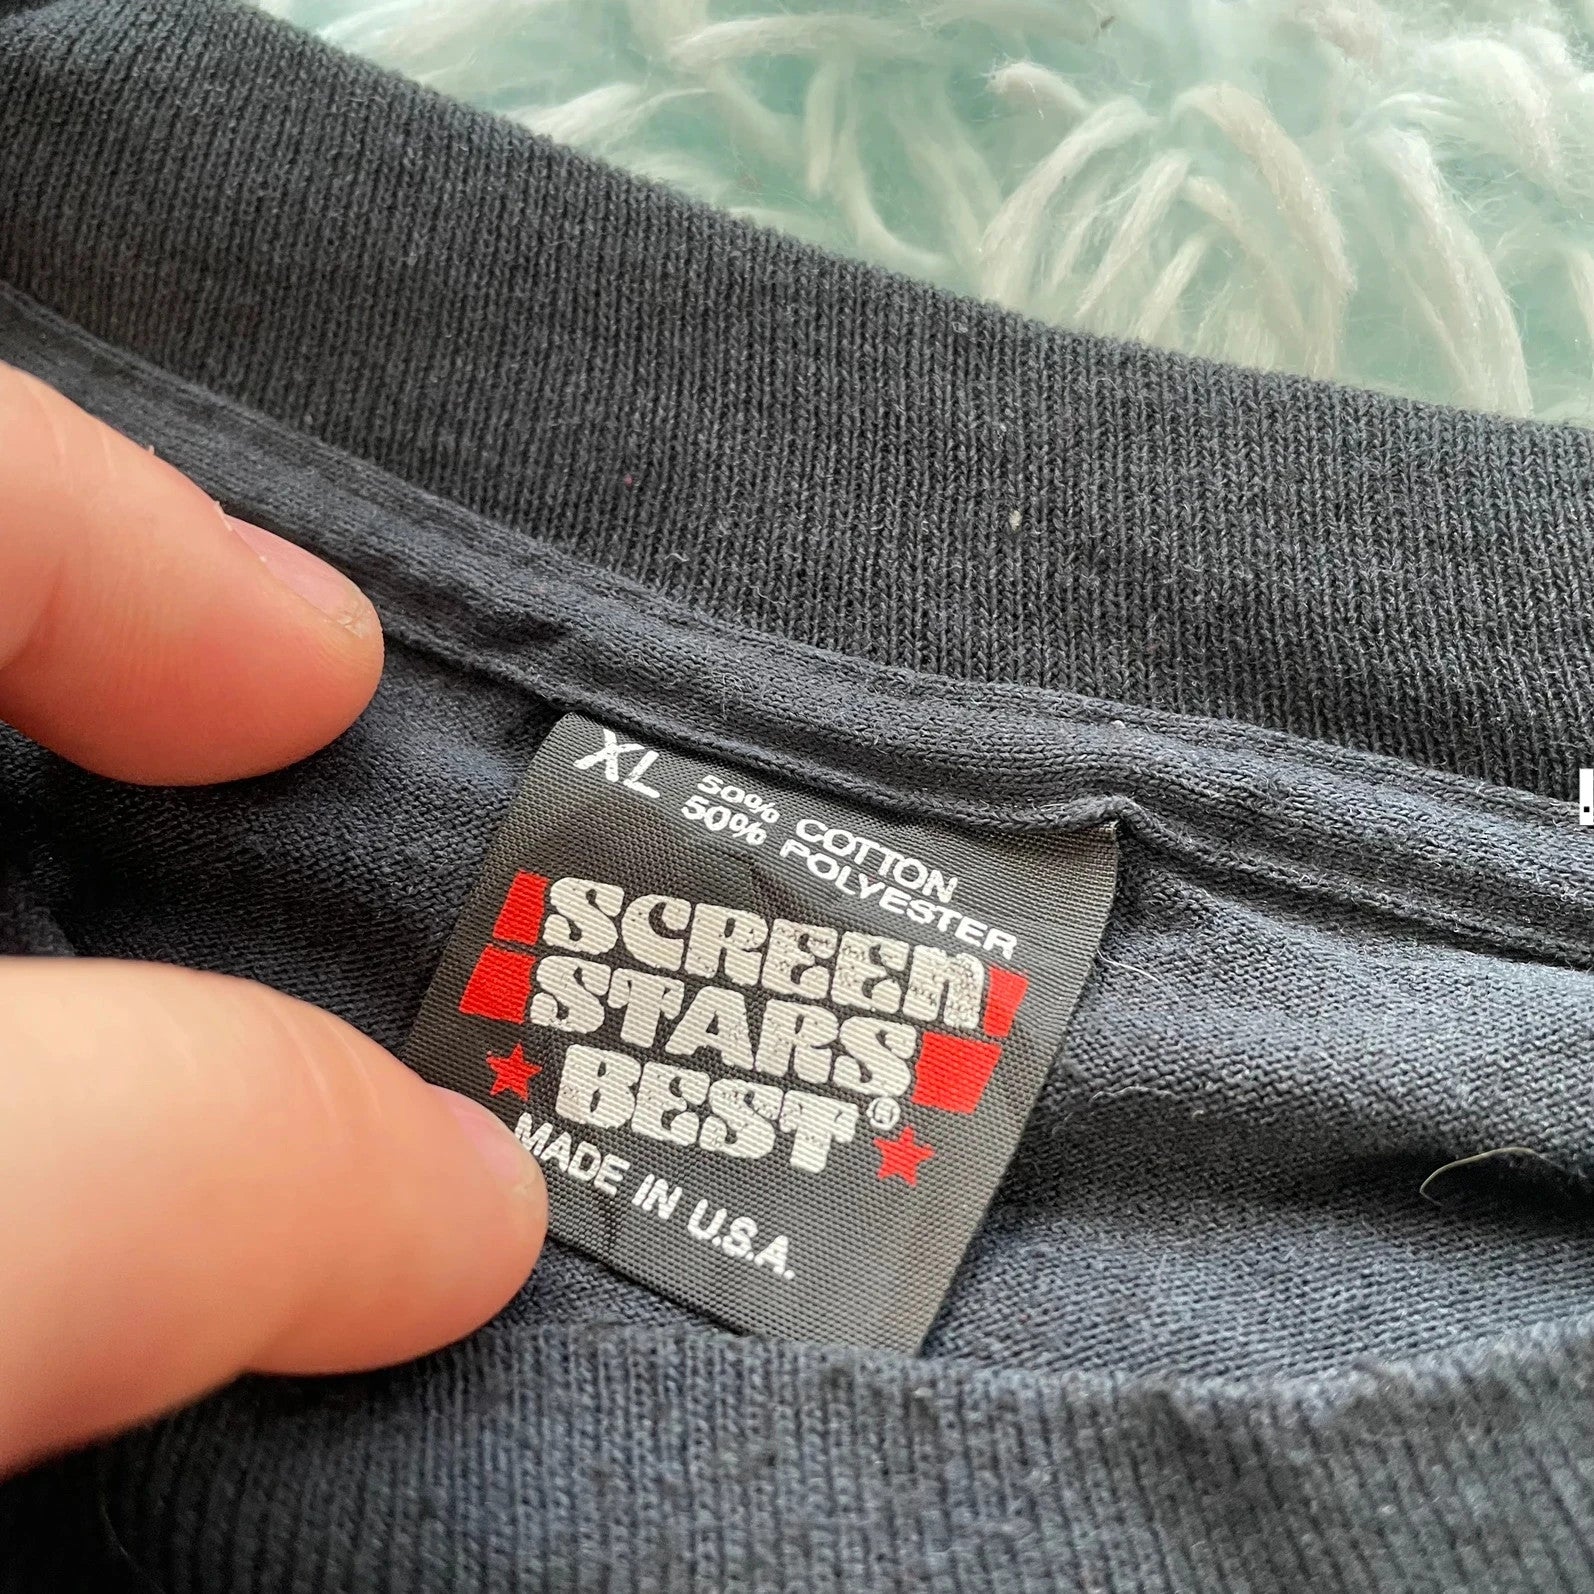 XL
50% COTTON
50% POLYESTER
SCREEN
STARS
BEST®
MADE IN U.S.A.